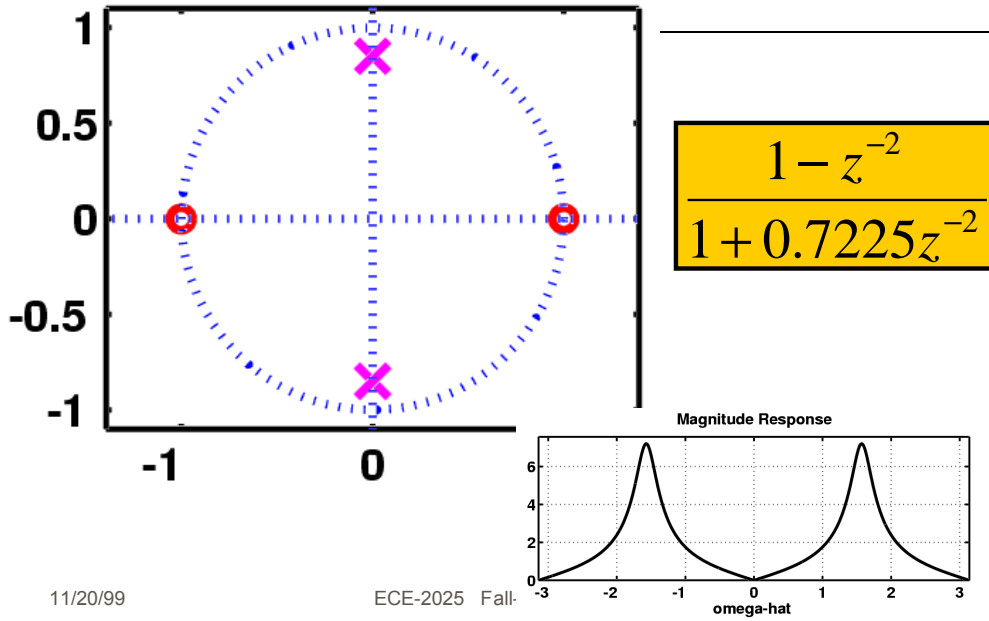 1
0.5
0
-0.5
-1
-1 0
1 − z⁻²
1 + 0.7225z⁻²
Magnitude Response
6
4
2
0
-3 -2 -1 0 1 2 3
omega-hat
11/20/99
ECE-2025 Fall-